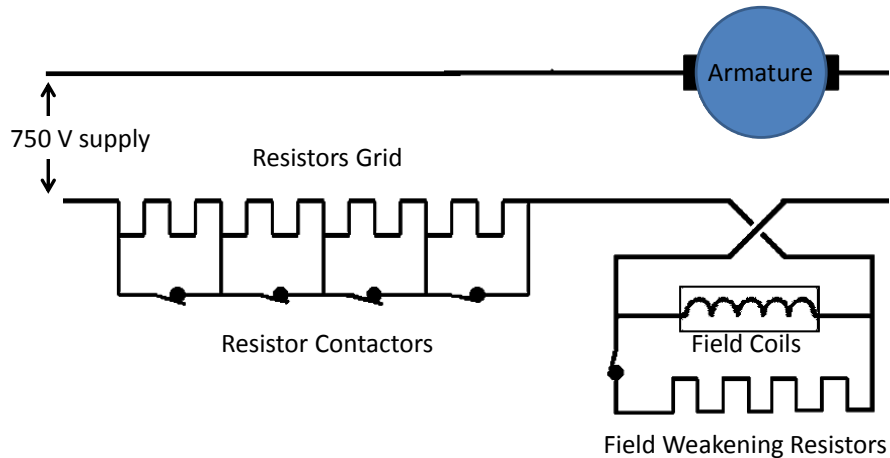 Armature
750 V supply
Resistors Grid
Resistor Contactors
Field Coils
Field Weakening Resistors